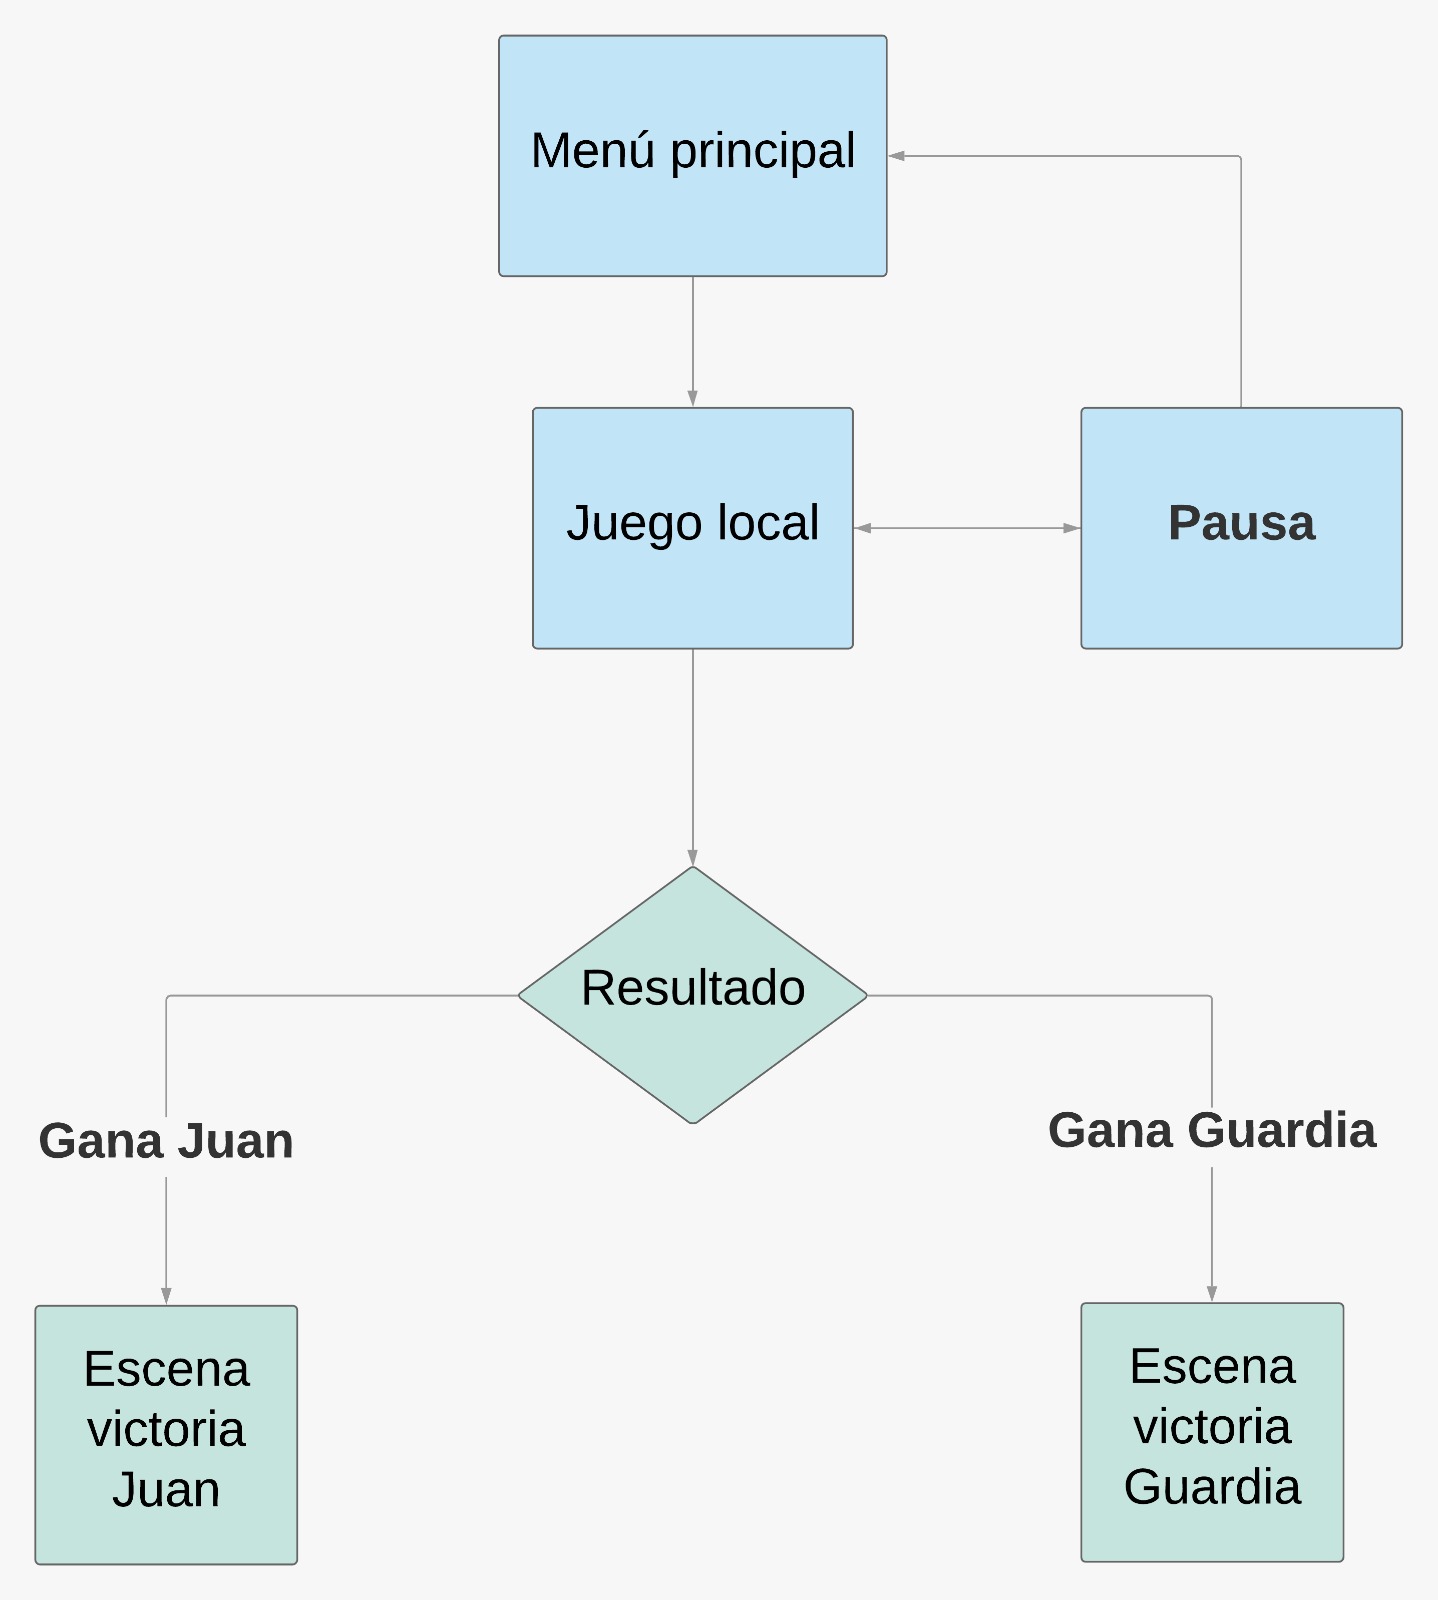 Menú principal
Juego local
Pausa
Resultado
Gana Juan
Gana Guardia
Escena
victoria
Juan
Escena
victoria
Guardia